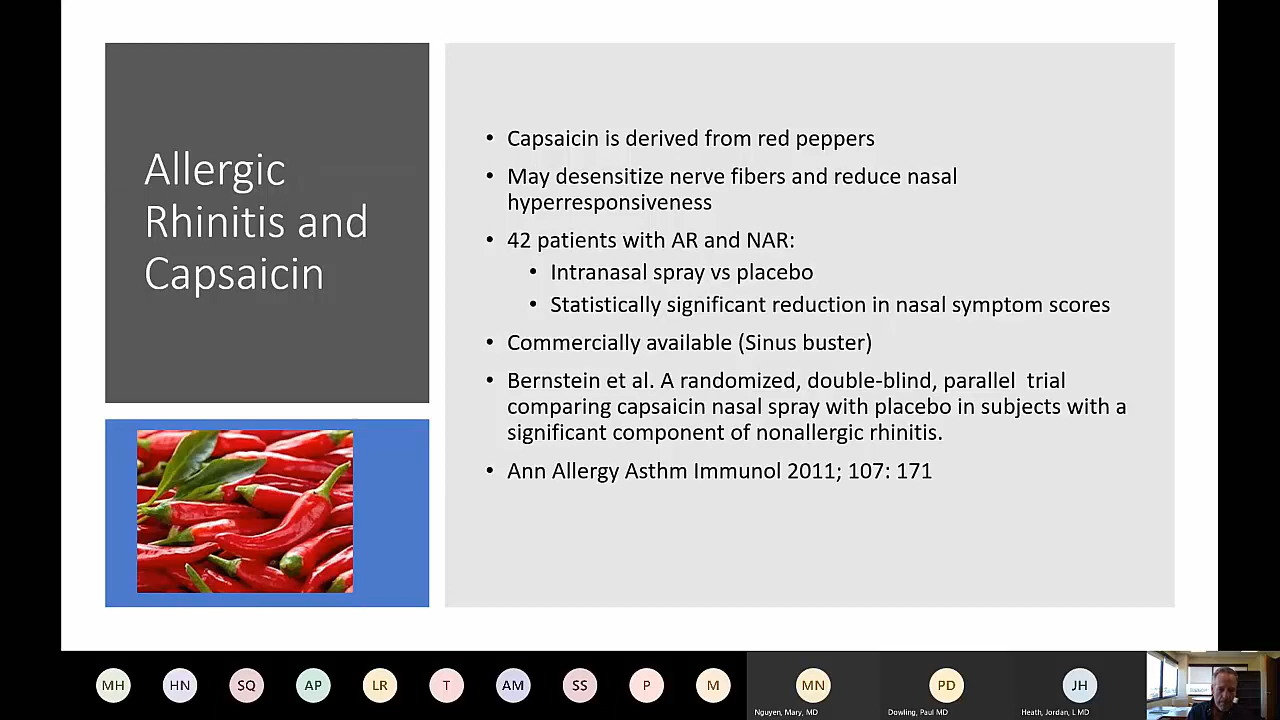 Allergic
Rhinitis and
Capsaicin
• Capsaicin is derived from red peppers
• May desensitize nerve fibers and reduce nasal
hyperresponsiveness
• 42 patients with AR and NAR:
• Intranasal spray vs placebo
• Statistically significant reduction in nasal symptom scores
• Commercially available (Sinus buster)
• Bernstein et al. A randomized, double-blind, parallel trial
comparing capsaicin nasal spray with placebo in subjects with a
significant component of nonallergic rhinitis.
• Ann Allergy Asthm Immunol 2011; 107: 171
MH HN SQ AP LR T AM SS P M MN PD JH
Nguyen, Mary, MD Dowling, Paul MD Heath, Jordan, L MD